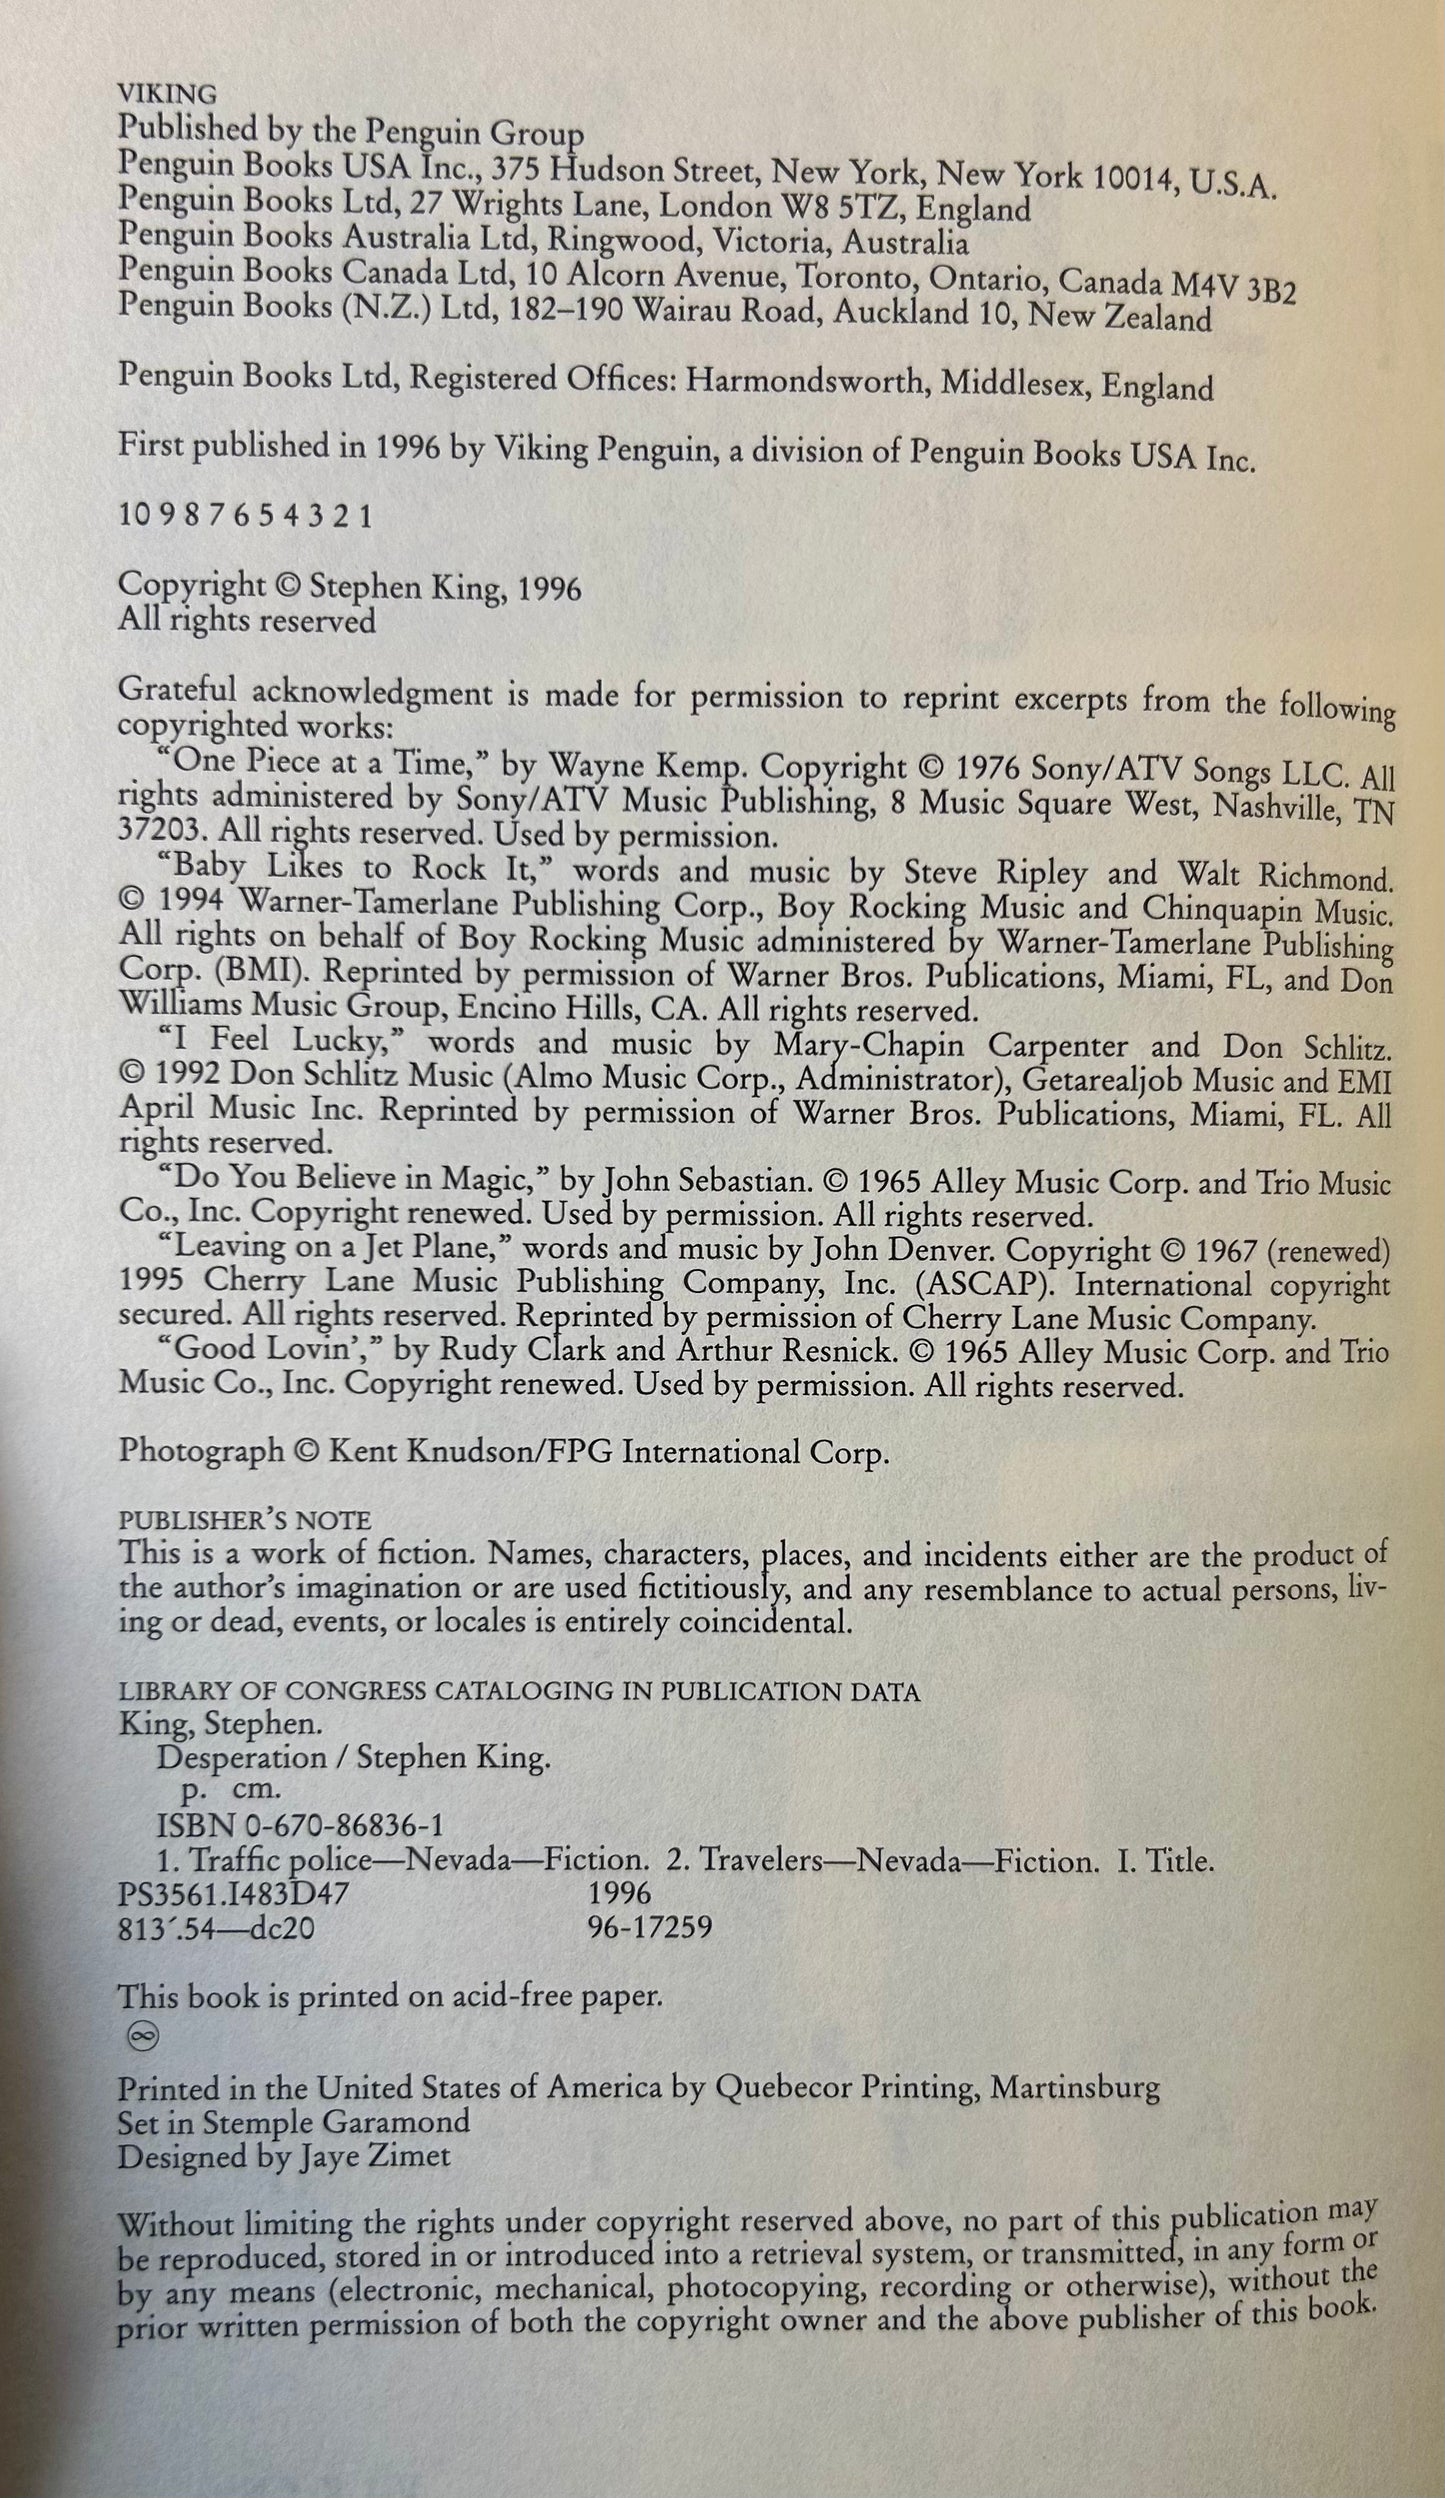 VIKING
Published by the Penguin Group
Penguin Books USA Inc., 375 Hudson Street, New York, New York 10014, U.S.A.
Penguin Books Ltd, 27 Wrights Lane, London W8 5TZ, England
Penguin Books Australia Ltd, Ringwood, Victoria, Australia
Penguin Books Canada Ltd, 10 Alcorn Avenue, Toronto, Ontario, Canada M4V 3B2
Penguin Books (N.Z.) Ltd, 182–190 Wairau Road, Auckland 10, New Zealand
Penguin Books Ltd, Registered Offices: Harmondsworth, Middlesex, England
First published in 1996 by Viking Penguin, a division of Penguin Books USA Inc.
10 9 8 7 6 5 4 3 2 1
Copyright © Stephen King, 1996
All rights reserved
Grateful acknowledgment is made for permission to reprint excerpts from the following
copyrighted works:
“One Piece at a Time,” by Wayne Kemp. Copyright © 1976 Sony/ATV Songs LLC. All
rights administered by Sony/ATV Music Publishing, 8 Music Square West, Nashville, TN
37203. All rights reserved. Used by permission.
“Baby Likes to Rock It,” words and music by Steve Ripley and Walt Richmond.
© 1994 Warner-Tamerlane Publishing Corp., Boy Rocking Music and Chinquapin Music.
All rights on behalf of Boy Rocking Music administered by Warner-Tamerlane Publishing
Corp. (BMI). Reprinted by permission of Warner Bros. Publications, Miami, FL, and Don
Williams Music Group, Encino Hills, CA. All rights reserved.
“I Feel Lucky,” words and music by Mary-Chapin Carpenter and Don Schlitz.
© 1992 Don Schlitz Music (Almo Music Corp., Administrator), Getarealjob Music and EMI
April Music Inc. Reprinted by permission of Warner Bros. Publications, Miami, FL. All
rights reserved.
“Do You Believe in Magic,” by John Sebastian. © 1965 Alley Music Corp. and Trio Music
Co., Inc. Copyright renewed. Used by permission. All rights reserved.
“Leaving on a Jet Plane,” words and music by John Denver. Copyright © 1967 (renewed)
1995 Cherry Lane Music Publishing Company, Inc. (ASCAP). International copyright
secured. All rights reserved. Reprinted by permission of Cherry Lane Music Company.
“Good Lovin’,” by Rudy Clark and Arthur Resnick. © 1965 Alley Music Corp. and Trio
Music Co., Inc. Copyright renewed. Used by permission. All rights reserved.
Photograph © Kent Knudson/FPG International Corp.
PUBLISHER’S NOTE
This is a work of fiction. Names, characters, places, and incidents either are the product of
the author’s imagination or are used fictitiously, and any resemblance to actual persons, liv-
ing or dead, events, or locales is entirely coincidental.
LIBRARY OF CONGRESS CATALOGING IN PUBLICATION DATA
King, Stephen.
Desperation / Stephen King.
p. cm.
ISBN 0-670-86836-1
1. Traffic police—Nevada—Fiction. 2. Travelers—Nevada—Fiction. I. Title.
PS3561.I483D47 1996
813´.54—dc20 96-17259
This book is printed on acid-free paper.
♾
Printed in the United States of America by Quebecor Printing, Martinsburg
Set in Stemple Garamond
Designed by Jaye Zimet
Without limiting the rights under copyright reserved above, no part of this publication may
be reproduced, stored in or introduced into a retrieval system, or transmitted, in any form or
by any means (electronic, mechanical, photocopying, recording or otherwise), without the
prior written permission of both the copyright owner and the above publisher of this book.